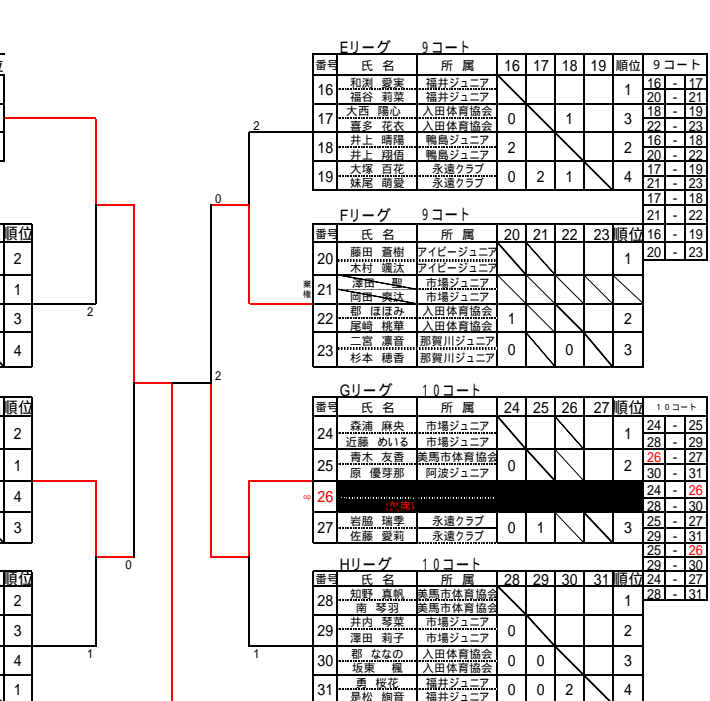 Eリーグ 9コート
番号 氏 名 所 属 16 17 18 19 順位 9コート
16 和渕 愛実 福井ジュニア 1
福谷 莉菜 福井ジュニア
17 大西 陽心 入田体育協会 0 1 3
喜多 花衣 入田体育協会
18 井上 晴陽 鴨島ジュニア 2 2
井上 翔悟 鴨島ジュニア
19 大塚 百花 永遠クラブ 0 2 1 4
妹尾 萌愛 永遠クラブ
16 - 17
20 - 21
18 - 19
22 - 23
16 - 18
20 - 22
17 - 19
21 - 23
17 - 18
21 - 22
16 - 19
20 - 23
Fリーグ 9コート
番号 氏 名 所 属 20 21 22 23 順位
20 藤田 蒼樹 アイビージュニア 1
木村 颯汰 アイビージュニア
棄権 21 澤田 聖 市場ジュニア
岡田 爽汰 市場ジュニア
22 郡 ほほみ 入田体育協会 1 2
尾崎 桃華 入田体育協会
23 二宮 凛音 那賀川ジュニア 0 0 3
杉本 穂香 那賀川ジュニア
Gリーグ 10コート
番号 氏 名 所 属 24 25 26 27 順位 10コート
24 森浦 麻央 市場ジュニア 1
近藤 めいる 市場ジュニア
25 青木 友香 美馬市体育協会 0 2
原 優芽那 阿波ジュニア
op 26
(欠席)
27 岩脇 瑞季 永遠クラブ 0 1 3
佐藤 愛莉 永遠クラブ
24 - 25
28 - 29
26 - 27
30 - 31
24 - 26
28 - 30
25 - 27
29 - 31
25 - 26
29 - 30
24 - 27
28 - 31
Hリーグ 10コート
番号 氏 名 所 属 28 29 30 31 順位
28 知野 真帆 美馬市体育協会 1
南 琴羽 美馬市体育協会
29 井内 琴菜 市場ジュニア 0 2
澤田 莉子 市場ジュニア
30 郡 ななの 入田体育協会 0 0 3
坂東 楓 入田体育協会
31 勇 桜花 福井ジュニア 0 0 2 4
是松 絢音 福井ジュニア
2
0
2
2
0
1
1
順位
2
1
3
4
順位
2
1
4
3
順位
2
3
4
1